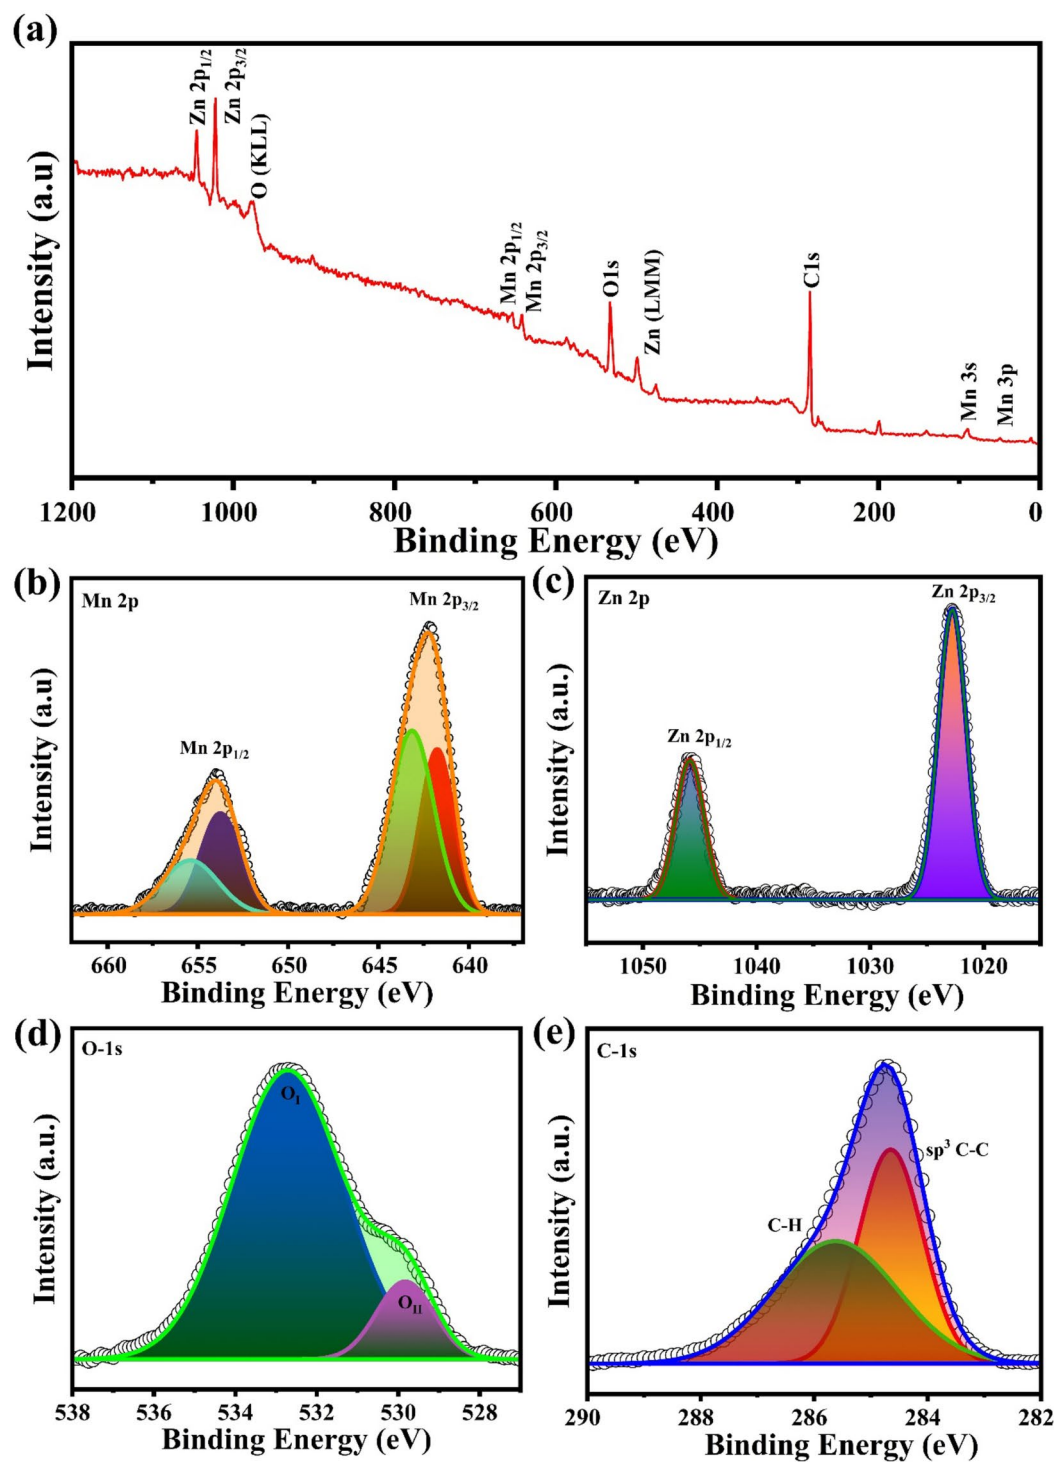 (a)
Zn 2p1/2
Zn 2p3/2
O (KLL)
Mn 2p1/2
Mn 2p3/2
O1s
Zn (LMM)
C1s
Mn 3s
Mn 3p
Intensity (a.u)
1200 1000 800 600 400 200 0
Binding Energy (eV)
(b)
Mn 2p
Mn 2p3/2
Mn 2p1/2
Intensity (a.u)
660 655 650 645 640
Binding Energy (eV)
(c)
Zn 2p
Zn 2p3/2
Zn 2p1/2
Intensity (a.u.)
1050 1040 1030 1020
Binding Energy (eV)
(d)
O-1s
OI
OII
Intensity (a.u.)
538 536 534 532 530 528
Binding Energy (eV)
(e)
C-1s
sp3 C-C
C-H
Intensity (a.u.)
290 288 286 284 282
Binding Energy (eV)